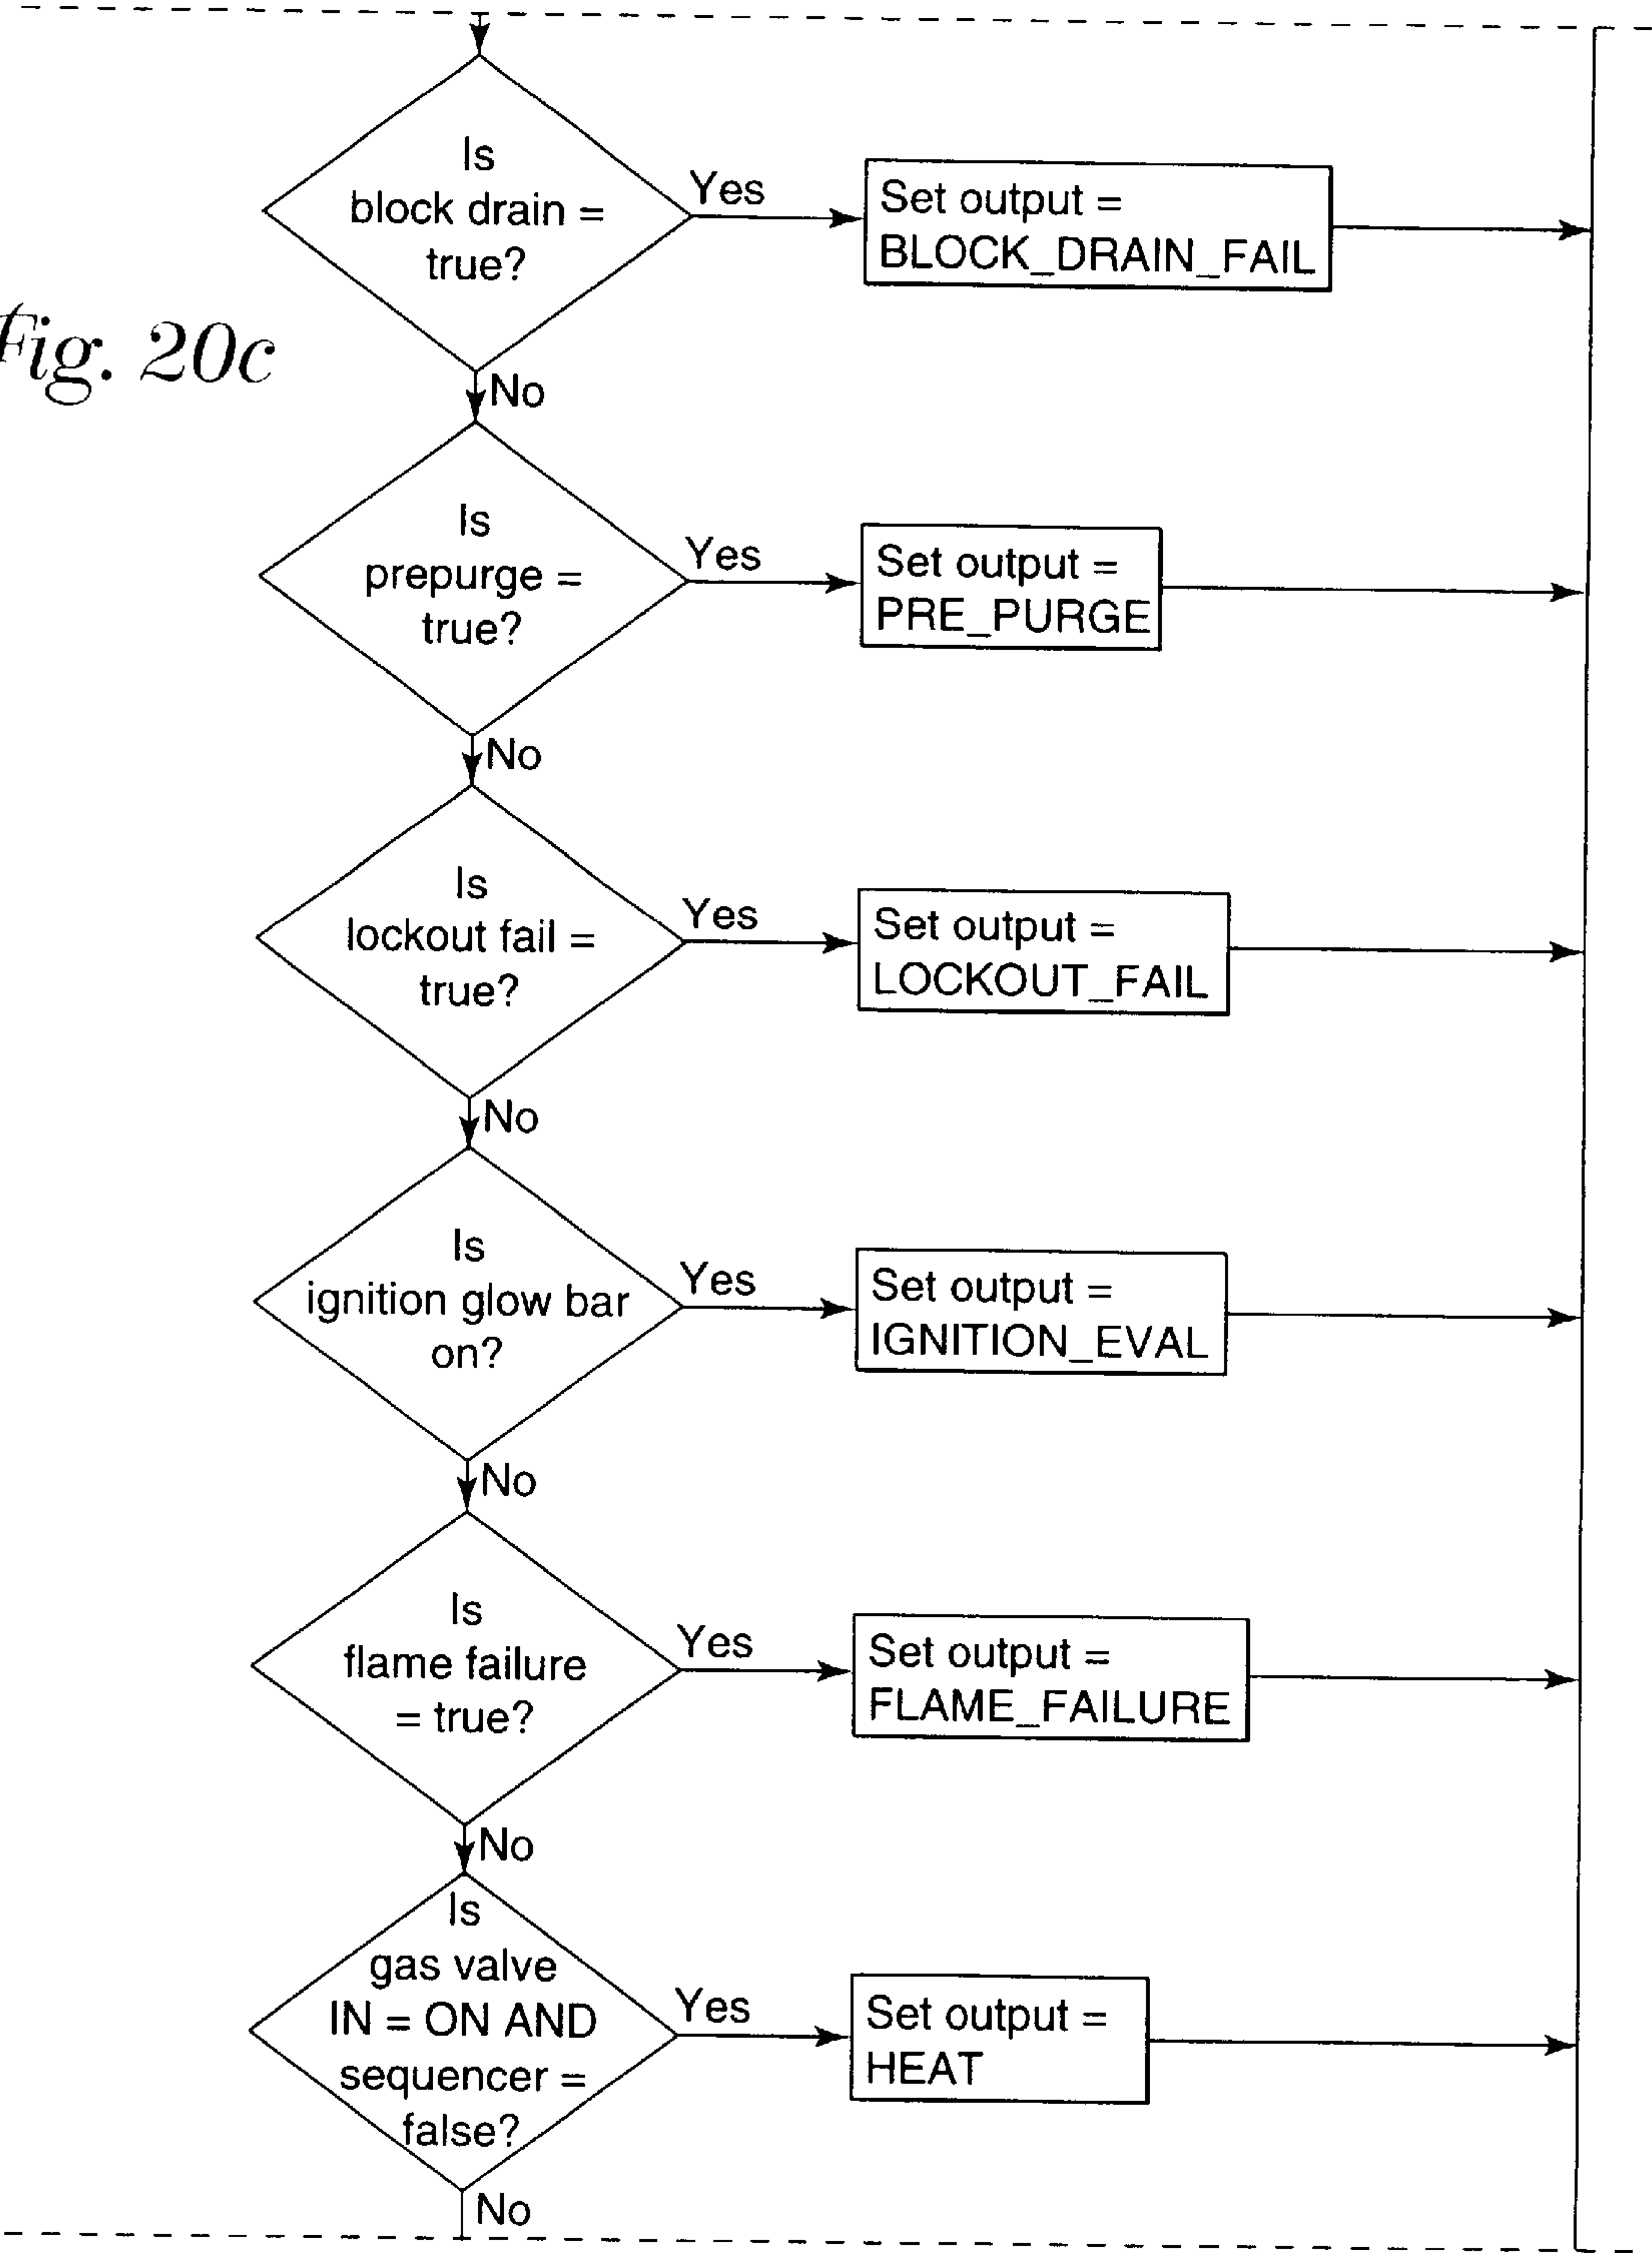 Is
block drain =
true?
Yes
Set output =
BLOCK_DRAIN_FAIL
Fig. 20c
No
Is
prepurge =
true?
Yes
Set output =
PRE_PURGE
No
Is
lockout fail =
true?
Yes
Set output =
LOCKOUT_FAIL
No
Is
ignition glow bar
on?
Yes
Set output =
IGNITION_EVAL
No
Is
flame failure
= true?
Yes
Set output =
FLAME_FAILURE
No
Is
gas valve
IN = ON AND
sequencer =
false?
Yes
Set output =
HEAT
No